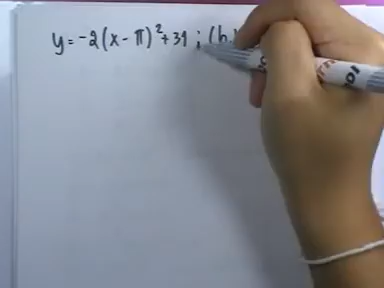 y = -2(x - π)² + 31 ; (h,